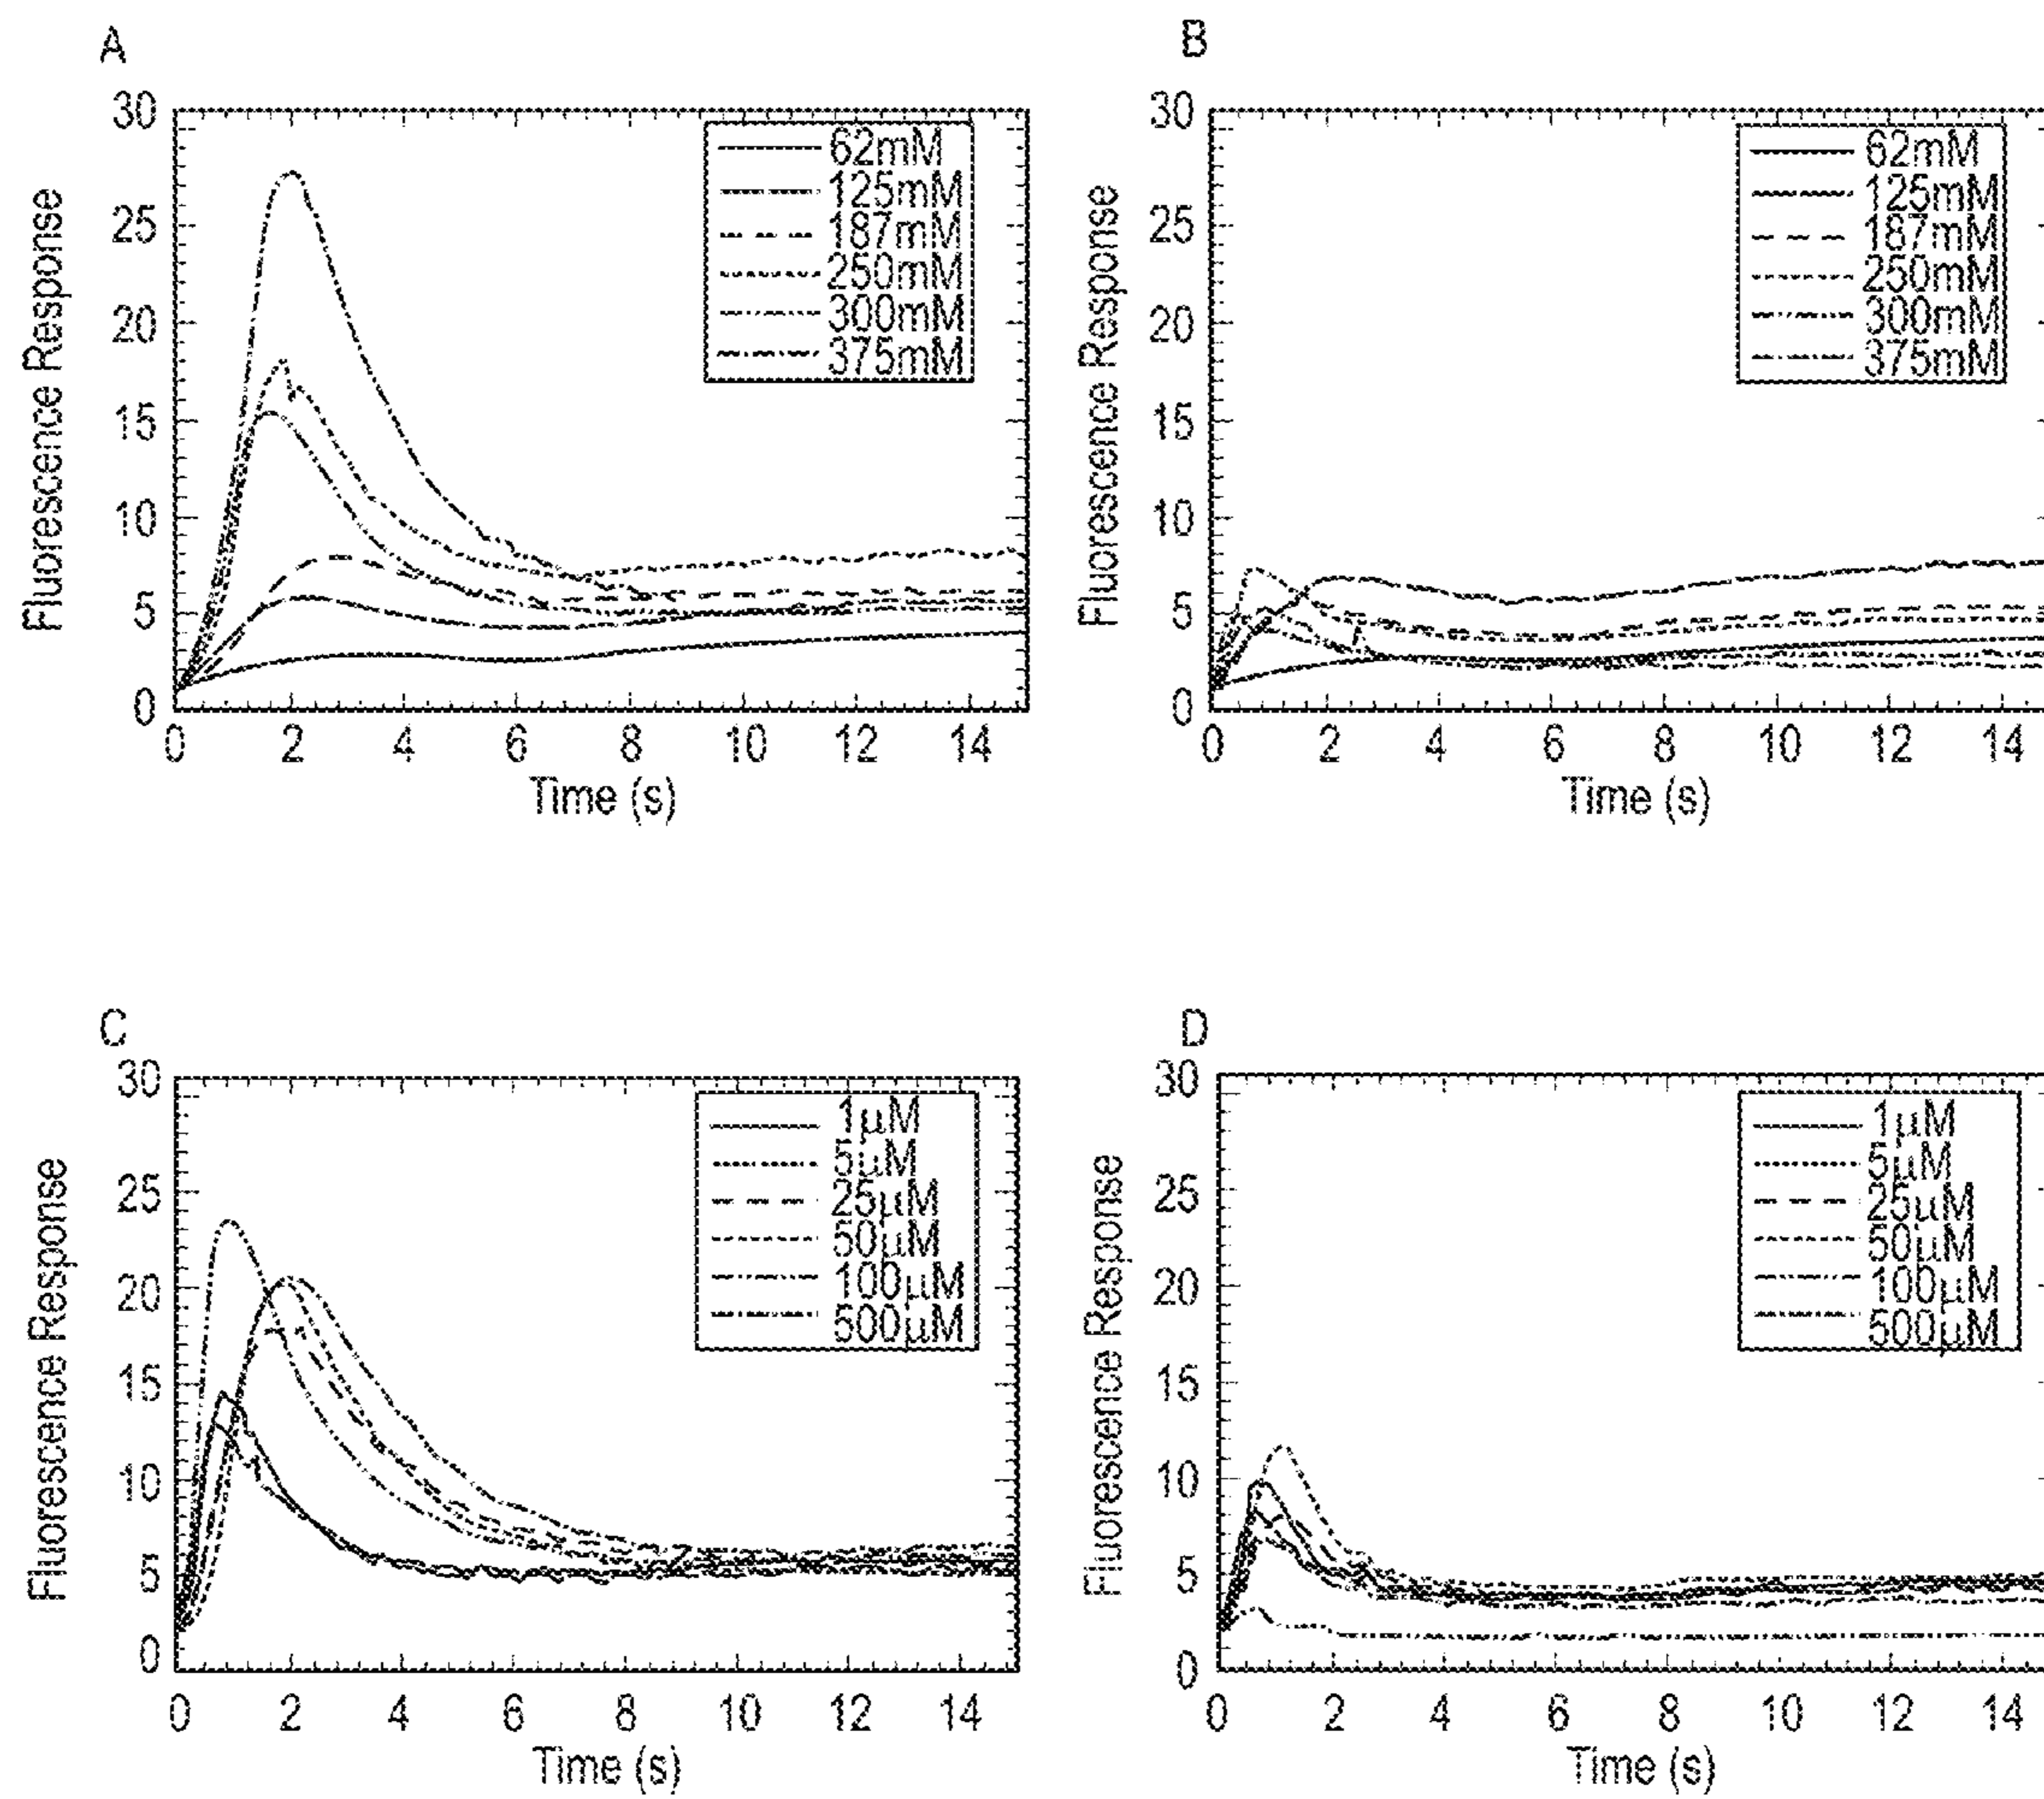 A
Fluorescence Response
30
25
20
15
10
5
0
0 2 4 6 8 10 12 14
Time (s)
62mM
125mM
187mM
250mM
300mM
375mM
B
Fluorescence Response
30
25
20
15
10
5
0
0 2 4 6 8 10 12 14
Time (s)
62mM
125mM
187mM
250mM
300mM
375mM
C
Fluorescence Response
30
25
20
15
10
5
0
0 2 4 6 8 10 12 14
Time (s)
1µM
5µM
25µM
50µM
100µM
500µM
D
Fluorescence Response
30
25
20
15
10
5
0
0 2 4 6 8 10 12 14
Time (s)
1µM
5µM
25µM
50µM
100µM
500µM